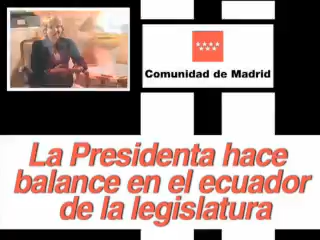 Comunidad de Madrid
La Presidenta hace
balance en el ecuador
de la legislatura